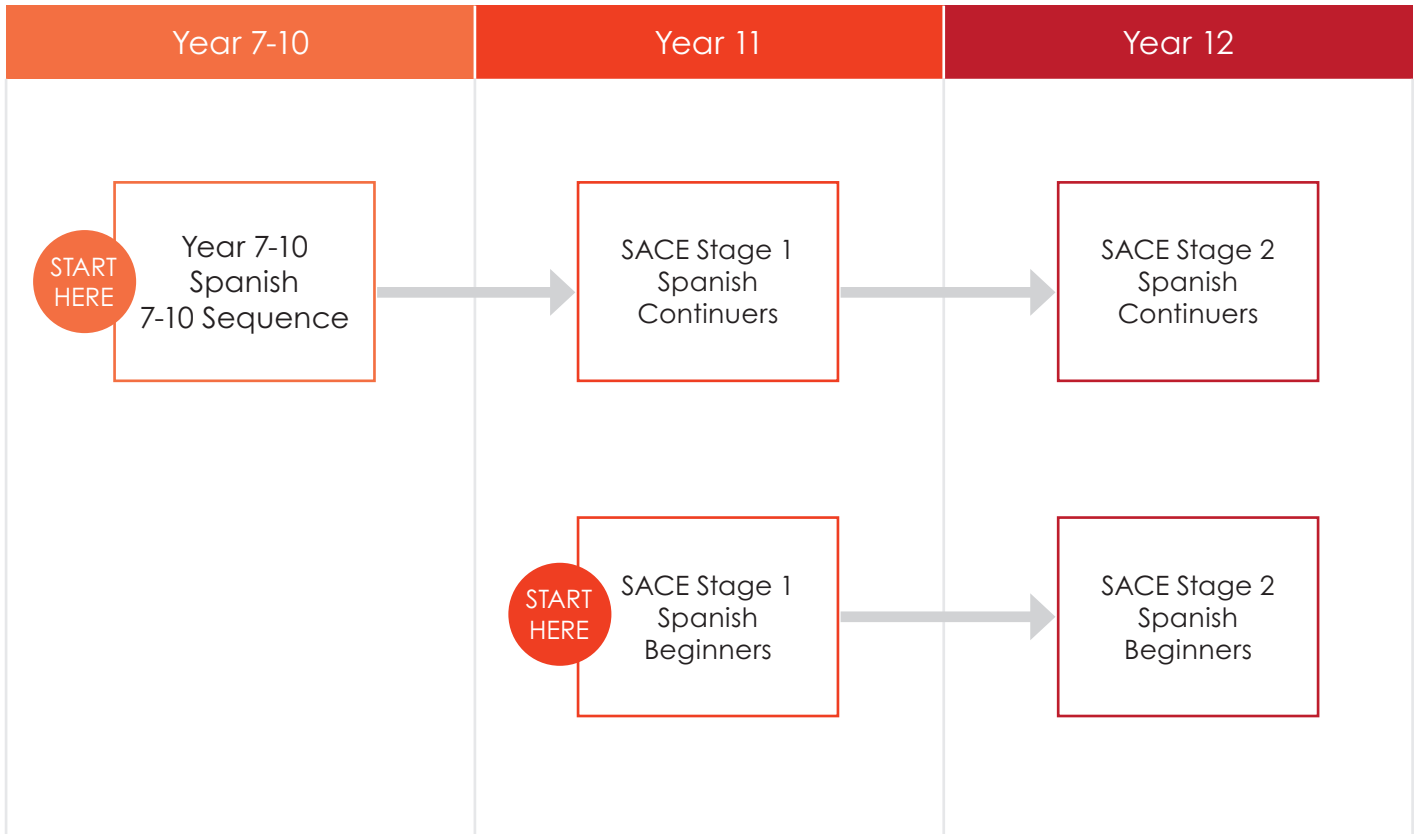 Year 7-10
Year 11
Year 12
START
HERE
Year 7-10
Spanish
7-10 Sequence
SACE Stage 1
Spanish
Continuers
SACE Stage 2
Spanish
Continuers
START
HERE
SACE Stage 1
Spanish
Beginners
SACE Stage 2
Spanish
Beginners